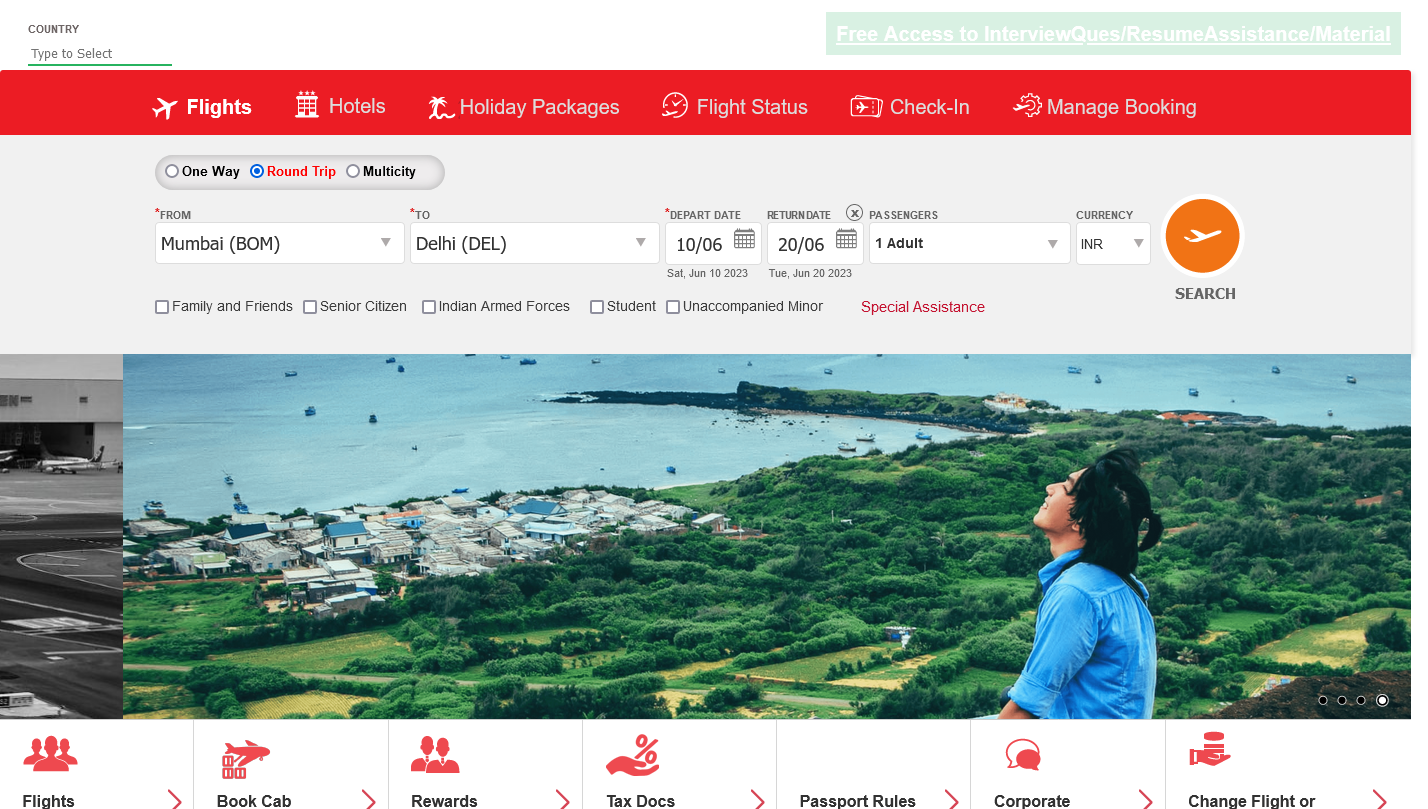 COUNTRY
Type to Select
Free Access to InterviewQues/ResumeAssistance/Material
Flights
Hotels
Holiday Packages
Flight Status
Check-In
Manage Booking
One Way
Round Trip
Multicity
*FROM
*TO
*DEPART DATE
RETURNDATE
x
PASSENGERS
CURRENCY
Mumbai (BOM)
Delhi (DEL)
10/06
20/06
1 Adult
INR
Sat, Jun 10 2023
Tue, Jun 20 2023
SEARCH
Family and Friends
Senior Citizen
Indian Armed Forces
Student
Unaccompanied Minor
Special Assistance
Flights
Book Cab
Rewards
Tax Docs
Passport Rules
Corporate
Change Flight or